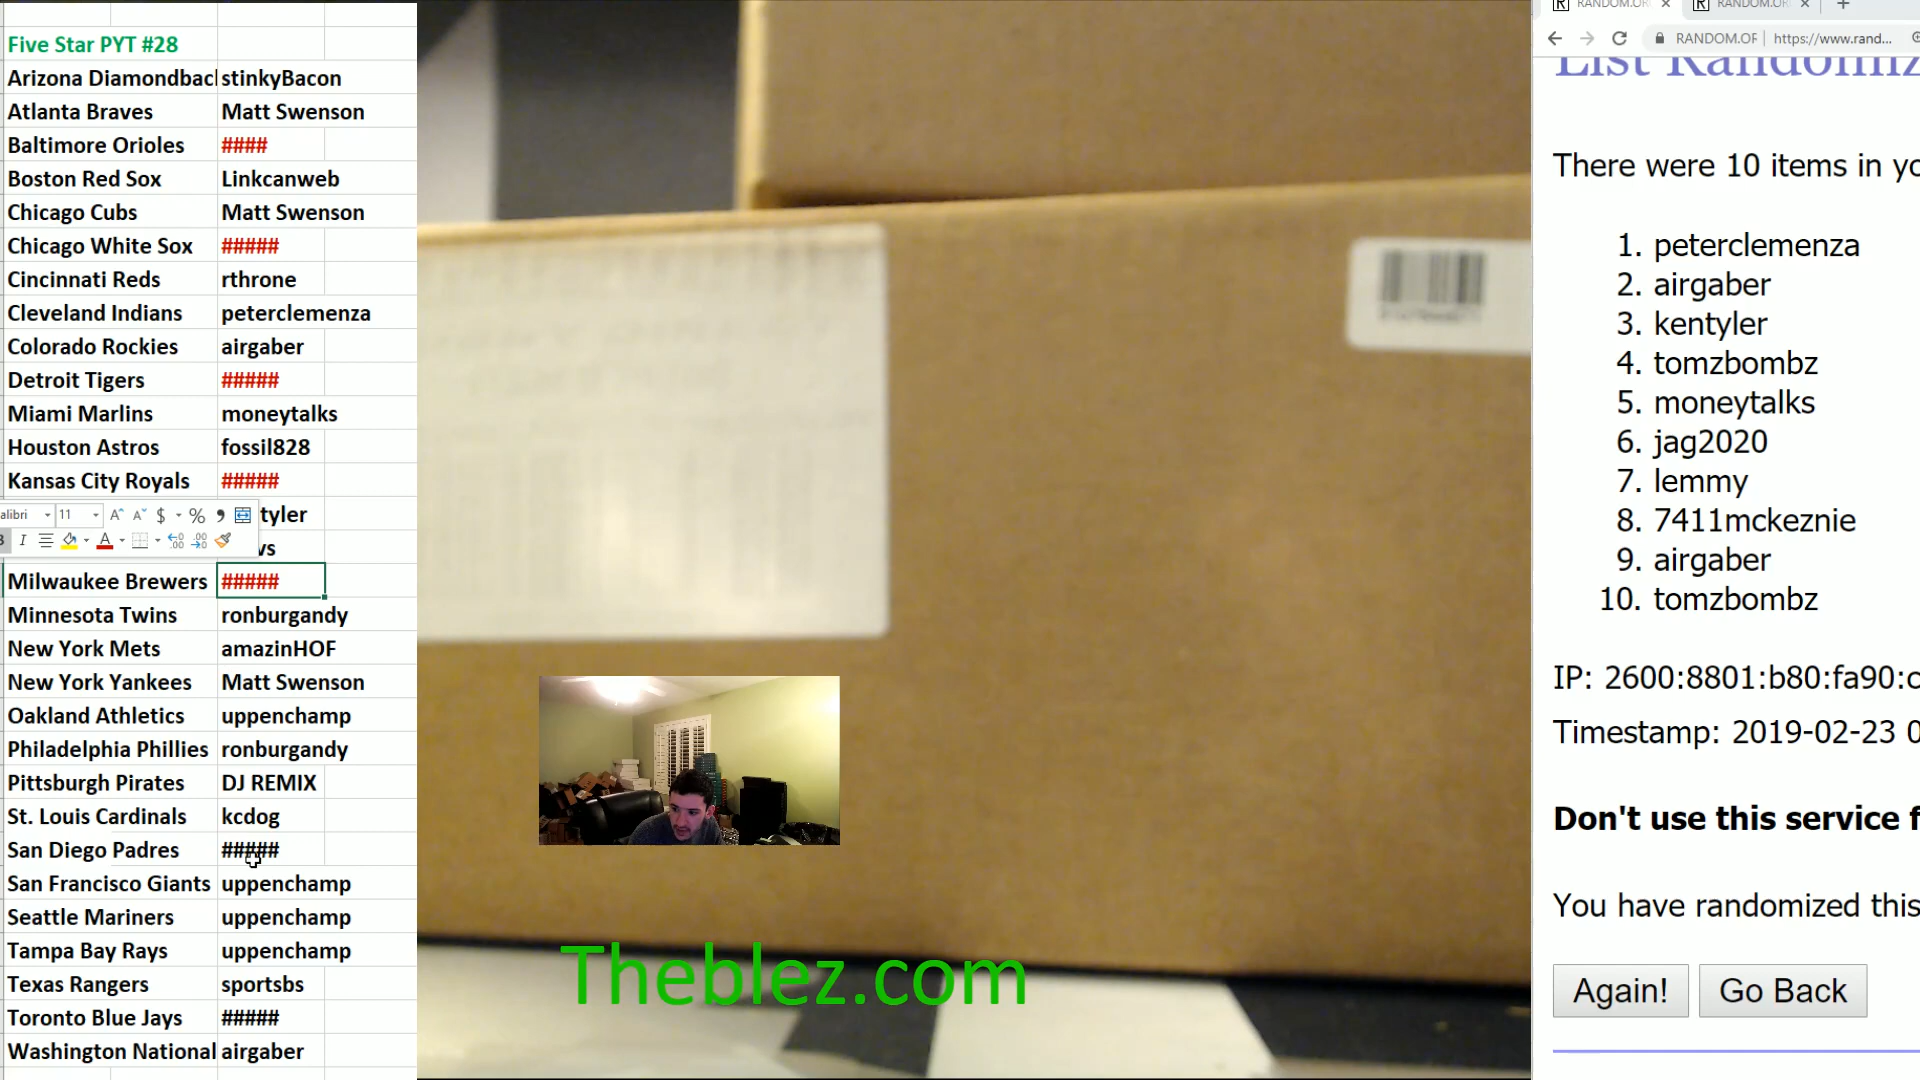 Five Star PYT #28
Arizona Diamondbac stinkyBacon
Atlanta Braves Matt Swenson
Baltimore Orioles ####
Boston Red Sox Linkcanweb
Chicago Cubs Matt Swenson
Chicago White Sox #####
Cincinnati Reds rthrone
Cleveland Indians peterclemenza
Colorado Rockies airgaber
Detroit Tigers #####
Miami Marlins moneytalks
Houston Astros fossil828
Kansas City Royals #####
alibri 11 A A $ % , tyler
B I A vs
Milwaukee Brewers #####
Minnesota Twins ronburgandy
New York Mets amazinHOF
New York Yankees Matt Swenson
Oakland Athletics uppenchamp
Philadelphia Phillies ronburgandy
Pittsburgh Pirates DJ REMIX
St. Louis Cardinals kcdog
San Diego Padres #####
San Francisco Giants uppenchamp
Seattle Mariners uppenchamp
Tampa Bay Rays uppenchamp
Texas Rangers sportsbs
Toronto Blue Jays #####
Washington National airgaber
Theblez.com
RANDOM.OR RANDOM.OR
RANDOM.OF https://www.rand...
List Randomiz
There were 10 items in yo
1. peterclemenza
2. airgaber
3. kentyler
4. tomzbombz
5. moneytalks
6. jag2020
7. lemmy
8. 7411mckeznie
9. airgaber
10. tomzbombz
IP: 2600:8801:b80:fa90:c
Timestamp: 2019-02-23 0
Don't use this service f
You have randomized this
Again! Go Back